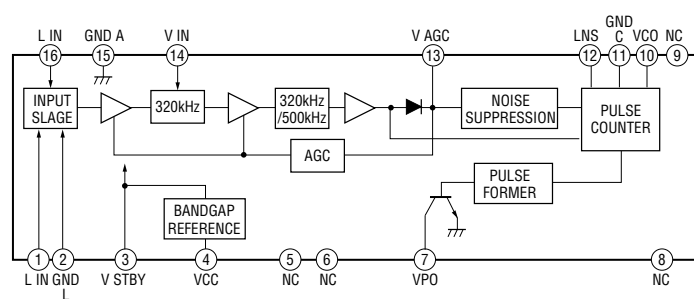 L IN GND A V IN V AGC LNS GND C VCO NC
16 15 14 13 12 11 10 9
INPUT SLAGE
320kHz
320kHz /500kHz
NOISE SUPPRESSION
PULSE COUNTER
AGC
PULSE FORMER
BANDGAP REFERENCE
1 2 3 4 5 6 7 8
L IN GND L V STBY VCC NC NC VPO NC